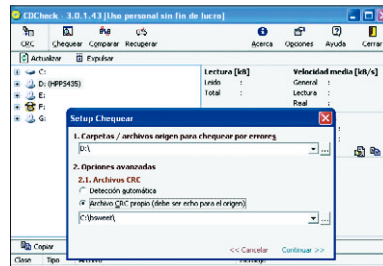 CDCheck - 3.0.1.43 [Uso personal sin fin de lucro]
CRC Chequear Comparar Recuperar Acerca Opciones Ayuda Cerrar
Actualizar Expulsar
C:
D: (HPPS435)
E:
F:
G:
Lectura [kB]
Leído :
Total :
Velocidad media [kB/s]
General :
Lectura :
Real :
Setup Chequear
1. Carpetas / archivos origen para chequear por errores
D:\
2. Opciones avanzadas
2.1. Archivos CRC
Detección automática
Archivo CRC propio (debe ser echo para el origen)
C:\bsweet\
<< Cancelar Continuar >>
Copiar
Clase Tipo